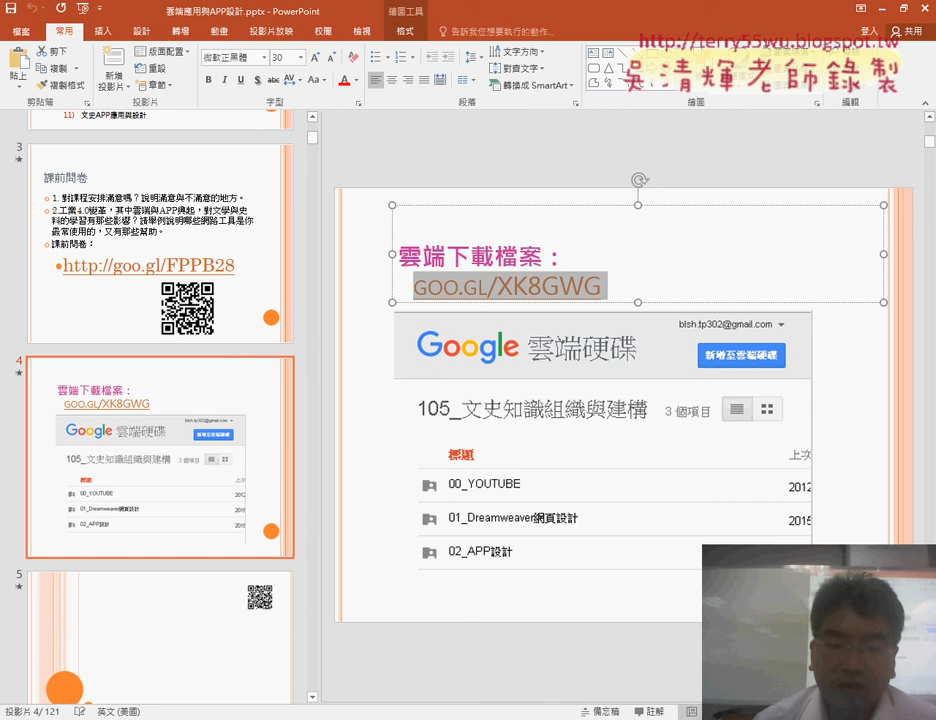 雲端應用與APP設計.pptx - PowerPoint
繪圖工具
檔案 常用 插入 設計 轉場 動畫 投影片放映 校閱 檢視 格式 告訴我您想要執行的動作... 登入 共用
http://terry55wu.blogspot.tw
吳清輝老師錄製
貼上 剪下 複製 複製格式 剪貼簿
新增投影片 版面配置 重設 章節 投影片
微軟正黑體 30 字型
文字方向 對齊文字 轉換成 SmartArt 段落
繪圖 編輯
11) 文史APP應用與設計
3
課前問卷
1. 對課程安排滿意嗎？說明滿意與不滿意的地方。
2.工業4.0變革，其中雲端與APP興起，對文學與史
料的學習有那些影響？請舉例說明哪些網路工具是你
最常使用的，又有那些幫助。
課前問卷：
http://goo.gl/FPPB28
4
雲端下載檔案：
GOO.GL/XK8GWG
blsh.tp302@gmail.com
Google 雲端硬碟
新增至雲端硬碟
105_文史知識組織與建構 3 個項目
標題 上次
00_YOUTUBE 2012
01_Dreamweaver網頁設計 2015
02_APP設計
5
雲端下載檔案：
GOO.GL/XK8GWG
blsh.tp302@gmail.com
Google 雲端硬碟
新增至雲端硬碟
105_文史知識組織與建構 3 個項目
標題 上次
00_YOUTUBE 2012
01_Dreamweaver網頁設計 2015
02_APP設計
投影片 4/121 英文 (美國) 備忘稿 註解